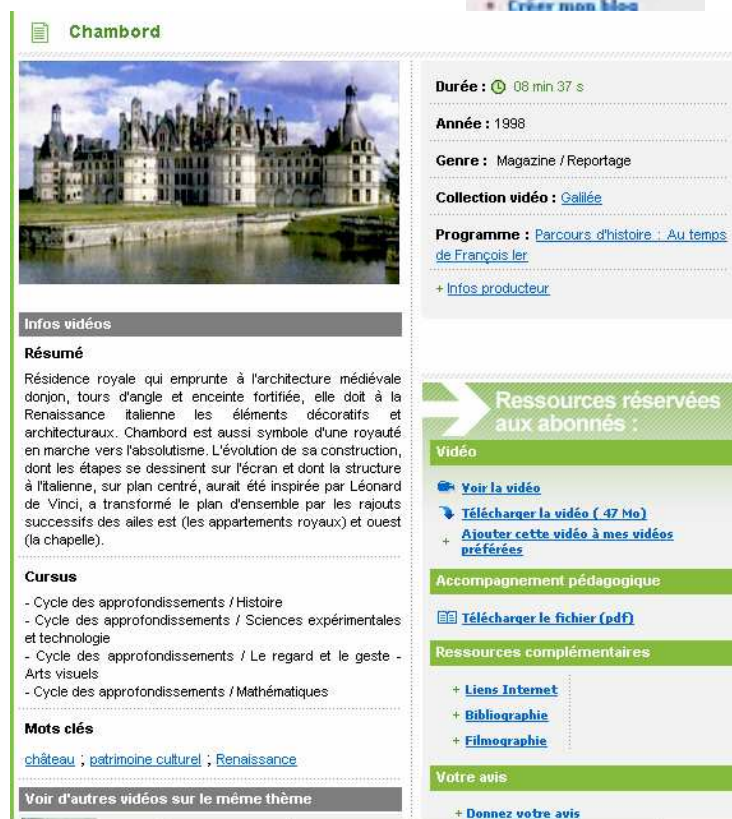 Créer mon blog
Chambord
Durée : 08 min 37 s
Année : 1998
Genre : Magazine / Reportage
Collection vidéo : Galilée
Programme : Parcours d'histoire : Au temps
de François Ier
+ Infos producteur
Infos vidéos
Résumé
Résidence royale qui emprunte à l'architecture médiévale
donjon, tours d'angle et enceinte fortifiée, elle doit à la
Renaissance italienne les éléments décoratifs et
architecturaux. Chambord est aussi symbole d'une royauté
en marche vers l'absolutisme. L'évolution de sa construction,
dont les étapes se dessinent sur l'écran et dont la structure
à l'italienne, sur plan centré, aurait été inspirée par Léonard
de Vinci, a transformé le plan d'ensemble par les rajouts
successifs des ailes est (les appartements royaux) et ouest
(la chapelle).
Cursus
- Cycle des approfondissements / Histoire
- Cycle des approfondissements / Sciences expérimentales
et technologie
- Cycle des approfondissements / Le regard et le geste -
Arts visuels
- Cycle des approfondissements / Mathématiques
Mots clés
château ; patrimoine culturel ; Renaissance
Voir d'autres vidéos sur le même thème
Ressources réservées
aux abonnés :
Vidéo
Voir la vidéo
Télécharger la vidéo ( 47 Mo)
+ Ajouter cette vidéo à mes vidéos
préférées
Accompagnement pédagogique
Télécharger le fichier (pdf)
Ressources complémentaires
+ Liens Internet
+ Bibliographie
+ Filmographie
Votre avis
+ Donnez votre avis